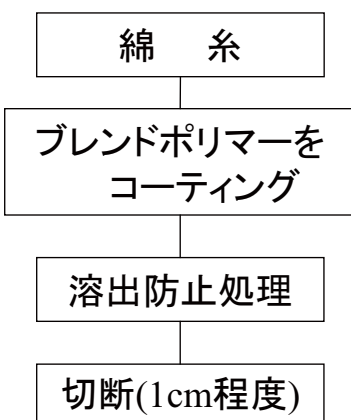 綿　糸
ブレンドポリマーを
コーティング
溶出防止処理
切断(1cm程度)